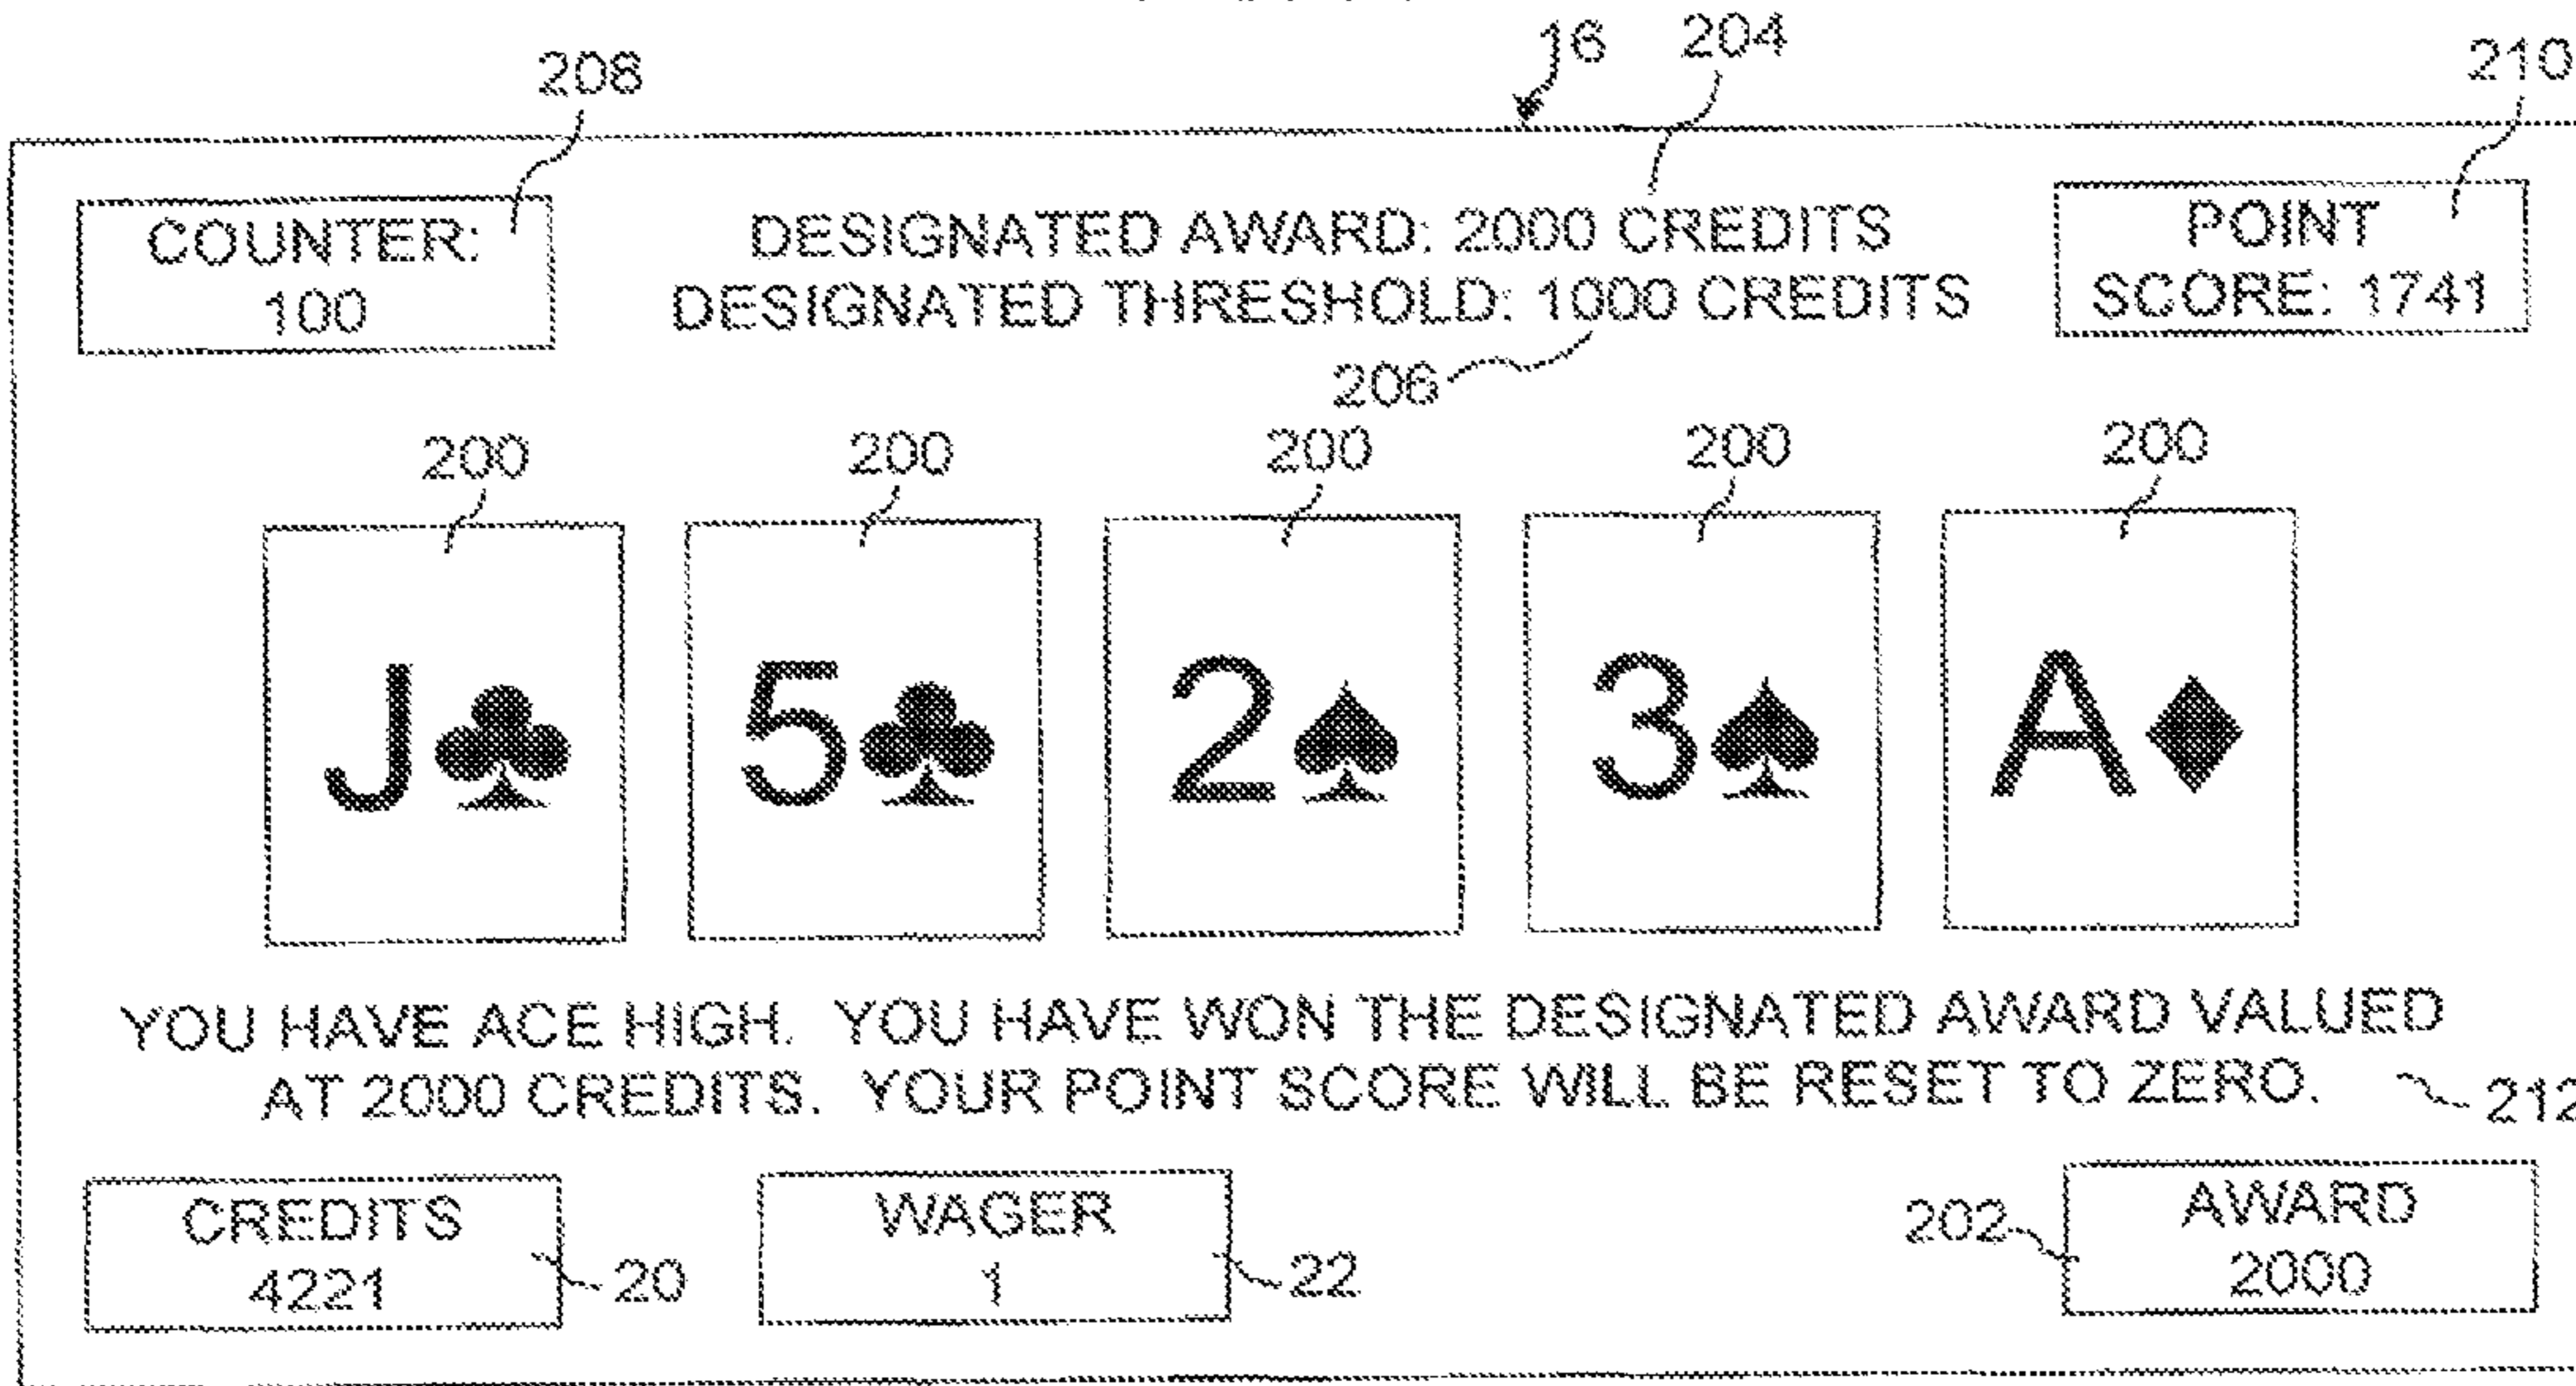 16 204
208 210
COUNTER:
100
DESIGNATED AWARD: 2000 CREDITS
DESIGNATED THRESHOLD: 1000 CREDITS
POINT
SCORE: 1741
206
200 200 200 200 200
J♣ 5♣ 2♠ 3♠ A♦
YOU HAVE ACE HIGH. YOU HAVE WON THE DESIGNATED AWARD VALUED
AT 2000 CREDITS. YOUR POINT SCORE WILL BE RESET TO ZERO.
212
CREDITS
4221
20
WAGER
1
22
202
AWARD
2000